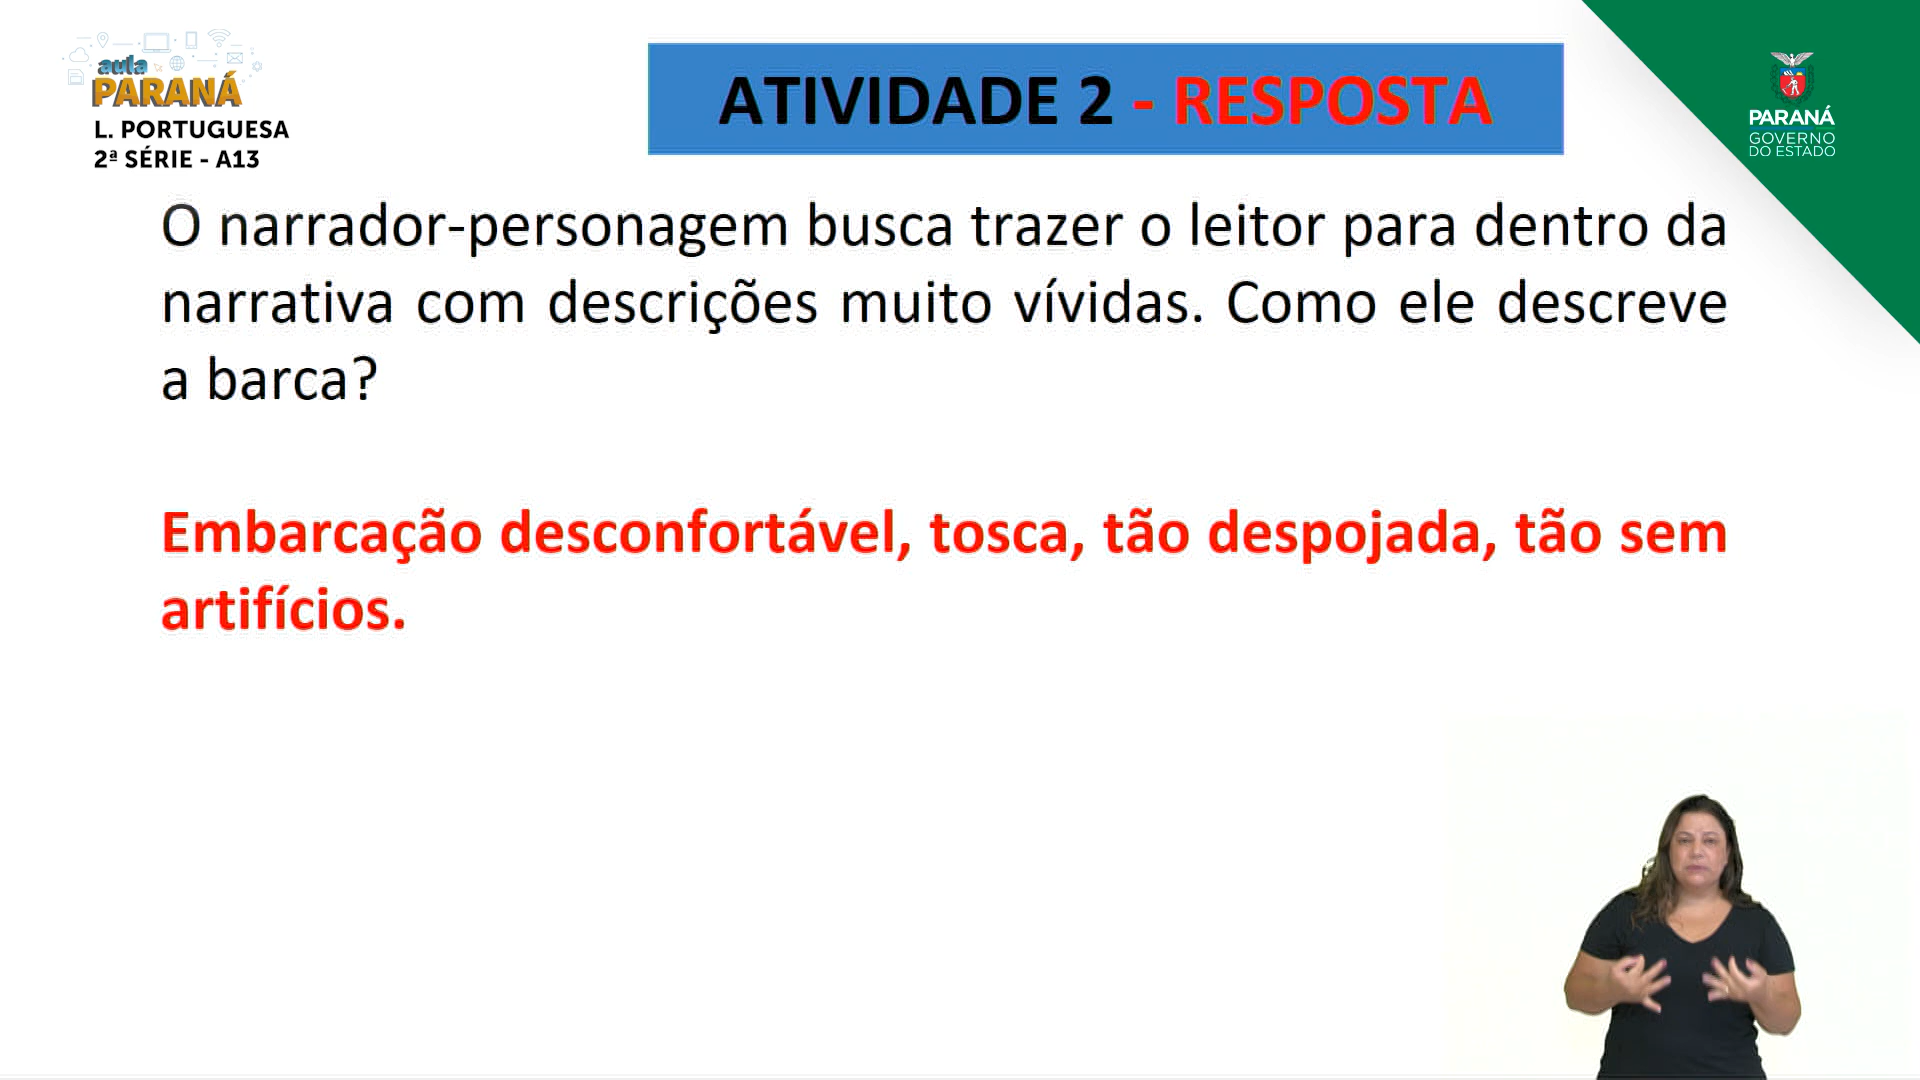 aula
PARANÁ
L. PORTUGUESA
2ª SÉRIE - A13
ATIVIDADE 2 - RESPOSTA
PARANÁ
GOVERNO
DO ESTADO
O narrador-personagem busca trazer o leitor para dentro da
narrativa com descrições muito vívidas. Como ele descreve
a barca?
Embarcação desconfortável, tosca, tão despojada, tão sem
artifícios.